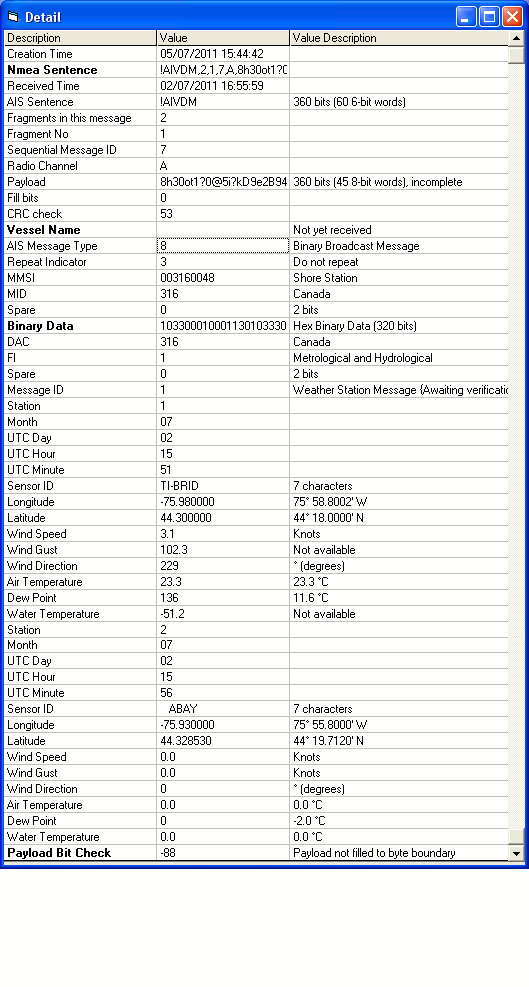 Detail
Description Value Value Description
Creation Time 05/07/2011 15:44:42
Nmea Sentence !AIVDM,2,1,7,A,8h30ot1?0
Received Time 02/07/2011 16:55:59
AIS Sentence !AIVDM 360 bits (60 6-bit words)
Fragments in this message 2
Fragment No 1
Sequential Message ID 7
Radio Channel A
Payload 8h30ot1?0@5i?kD9e2B94 360 bits (45 8-bit words), incomplete
Fill bits 0
CRC check 53
Vessel Name Not yet received
AIS Message Type 8 Binary Broadcast Message
Repeat Indicator 3 Do not repeat
MMSI 003160048 Shore Station
MID 316 Canada
Spare 0 2 bits
Binary Data 103300010001130103330 Hex Binary Data (320 bits)
DAC 316 Canada
FI 1 Metrological and Hydrological
Spare 0 2 bits
Message ID 1 Weather Station Message {Awaiting verificatio
Station 1
Month 07
UTC Day 02
UTC Hour 15
UTC Minute 51
Sensor ID TI-BRID 7 characters
Longitude -75.980000 75° 58.8002' W
Latitude 44.300000 44° 18.0000' N
Wind Speed 3.1 Knots
Wind Gust 102.3 Not available
Wind Direction 229 ° (degrees)
Air Temperature 23.3 23.3 °C
Dew Point 136 11.6 °C
Water Temperature -51.2 Not available
Station 2
Month 07
UTC Day 02
UTC Hour 15
UTC Minute 56
Sensor ID ABAY 7 characters
Longitude -75.930000 75° 55.8000' W
Latitude 44.328530 44° 19.7120' N
Wind Speed 0.0 Knots
Wind Gust 0.0 Knots
Wind Direction 0 ° (degrees)
Air Temperature 0.0 0.0 °C
Dew Point 0 -2.0 °C
Water Temperature 0.0 0.0 °C
Payload Bit Check -88 Payload not filled to byte boundary